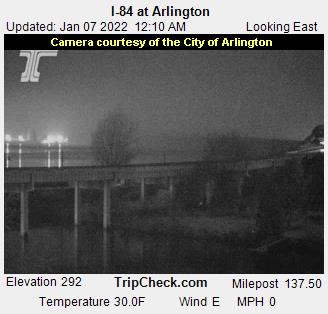 I-84 at Arlington
Updated: Jan 07 2022 12:10 AM Looking East
Camera courtesy of the City of Arlington
Elevation 292 TripCheck.com Milepost 137.50
Temperature 30.0F Wind E MPH 0